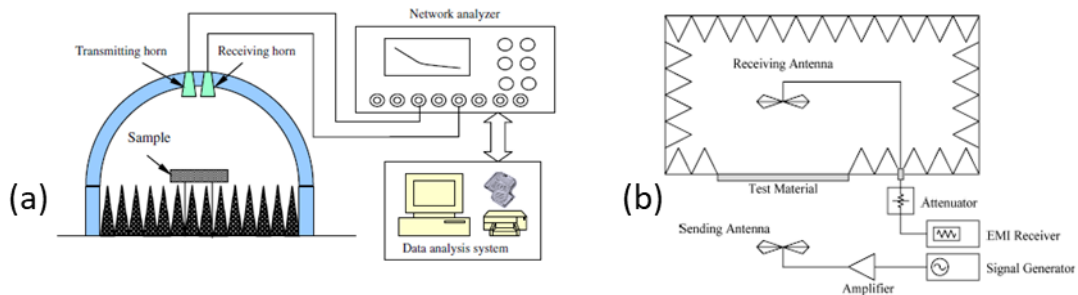 Network analyzer
Transmitting horn
Receiving horn
Sample
(a)
Data analysis system
Receiving Antenna
(b)
Test Material
Attenuator
Sending Antenna
EMI Receiver
Signal Generator
Amplifier